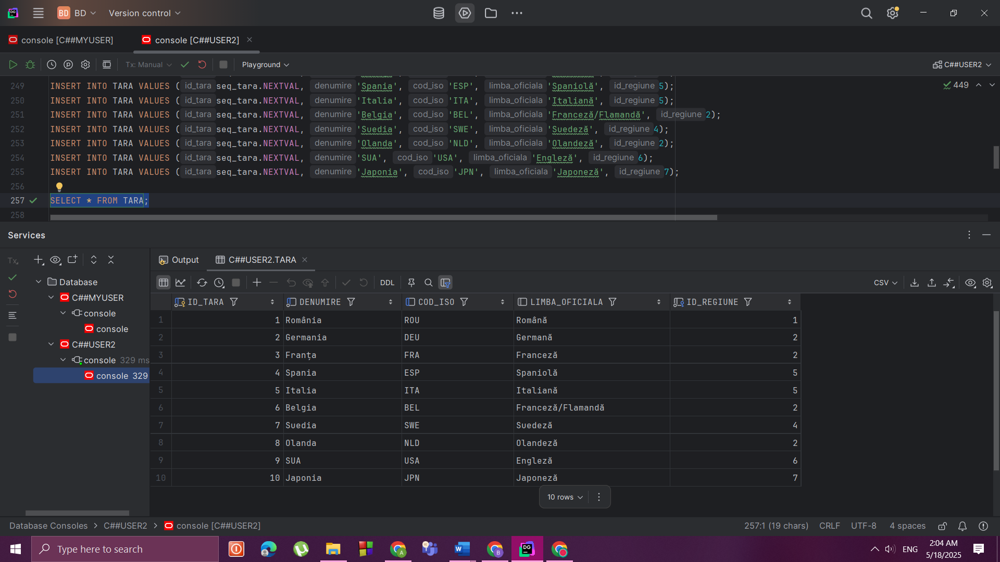 BD BD Version control
console [C##MYUSER] console [C##USER2]
Tx: Manual Playground C##USER2
249 INSERT INTO TARA VALUES ( id_tara seq_tara.NEXTVAL, denumire 'Spania', cod_iso 'ESP', limba_oficiala 'Spaniolă', id_regiune 5); 449
250 INSERT INTO TARA VALUES ( id_tara seq_tara.NEXTVAL, denumire 'Italia', cod_iso 'ITA', limba_oficiala 'Italiană', id_regiune 5);
251 INSERT INTO TARA VALUES ( id_tara seq_tara.NEXTVAL, denumire 'Belgia', cod_iso 'BEL', limba_oficiala 'Franceză/Flamandă', id_regiune 2);
252 INSERT INTO TARA VALUES ( id_tara seq_tara.NEXTVAL, denumire 'Suedia', cod_iso 'SWE', limba_oficiala 'Suedeză', id_regiune 4);
253 INSERT INTO TARA VALUES ( id_tara seq_tara.NEXTVAL, denumire 'Olanda', cod_iso 'NLD', limba_oficiala 'Olandeză', id_regiune 2);
254 INSERT INTO TARA VALUES ( id_tara seq_tara.NEXTVAL, denumire 'SUA', cod_iso 'USA', limba_oficiala 'Engleză', id_regiune 6);
255 INSERT INTO TARA VALUES ( id_tara seq_tara.NEXTVAL, denumire 'Japonia', cod_iso 'JPN', limba_oficiala 'Japoneză', id_regiune 7);
256
257 SELECT * FROM TARA;
258
Services
Tx
Database
C##MYUSER
console
console
C##USER2
console 329 ms
console 329
Output C##USER2.TARA
DDL CSV
ID_TARA DENUMIRE COD_ISO LIMBA_OFICIALA ID_REGIUNE
1 1 România ROU Română 1
2 2 Germania DEU Germană 2
3 3 Franța FRA Franceză 2
4 4 Spania ESP Spaniolă 5
5 5 Italia ITA Italiană 5
6 6 Belgia BEL Franceză/Flamandă 2
7 7 Suedia SWE Suedeză 4
8 8 Olanda NLD Olandeză 2
9 9 SUA USA Engleză 6
10 10 Japonia JPN Japoneză 7
10 rows
Database Consoles > C##USER2 > console [C##USER2] 257:1 (19 chars) CRLF UTF-8 4 spaces
Type here to search ENG 2:04 AM
5/18/2025